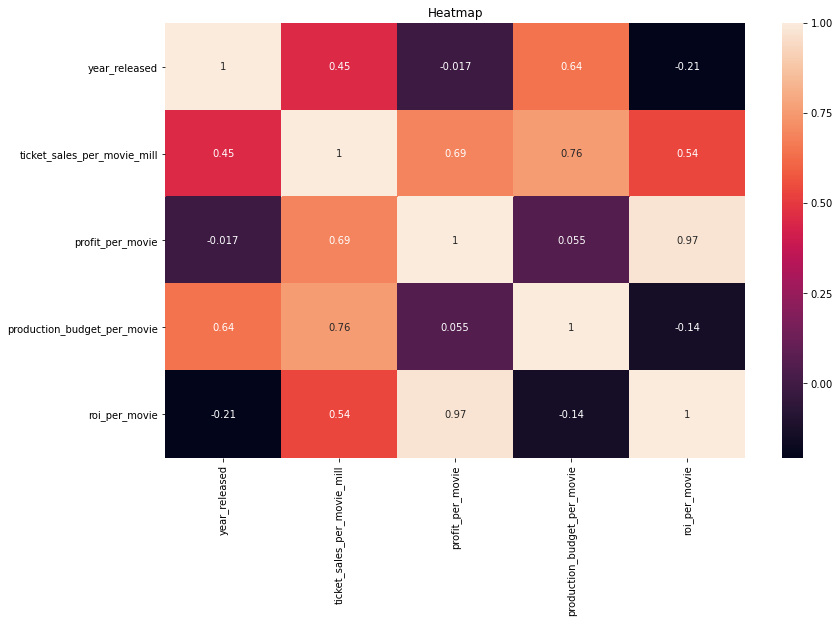 Heatmap
year_released 1 0.45 -0.017 0.64 -0.21
ticket_sales_per_movie_mill 0.45 1 0.69 0.76 0.54
profit_per_movie -0.017 0.69 1 0.055 0.97
production_budget_per_movie 0.64 0.76 0.055 1 -0.14
roi_per_movie -0.21 0.54 0.97 -0.14 1
year_released
ticket_sales_per_movie_mill
profit_per_movie
production_budget_per_movie
roi_per_movie
1.00
0.75
0.50
0.25
0.00